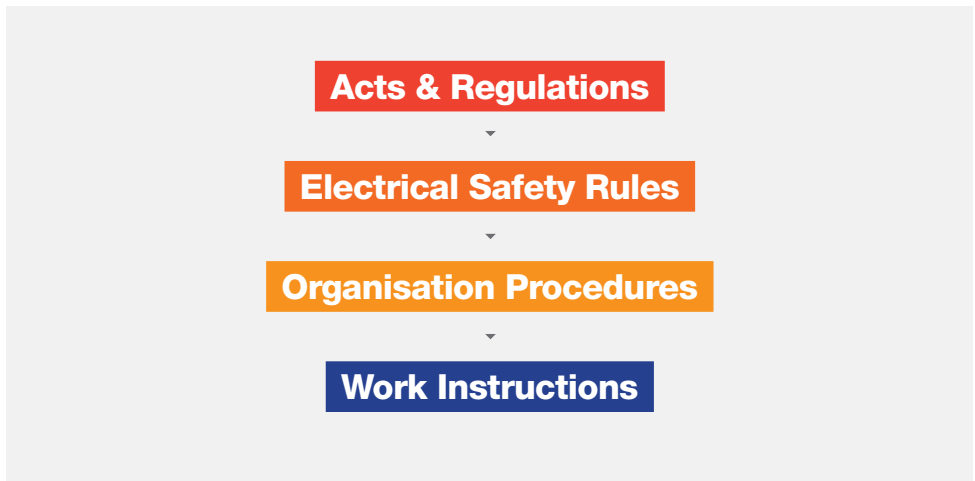 Acts & Regulations
Electrical Safety Rules
Organisation Procedures
Work Instructions